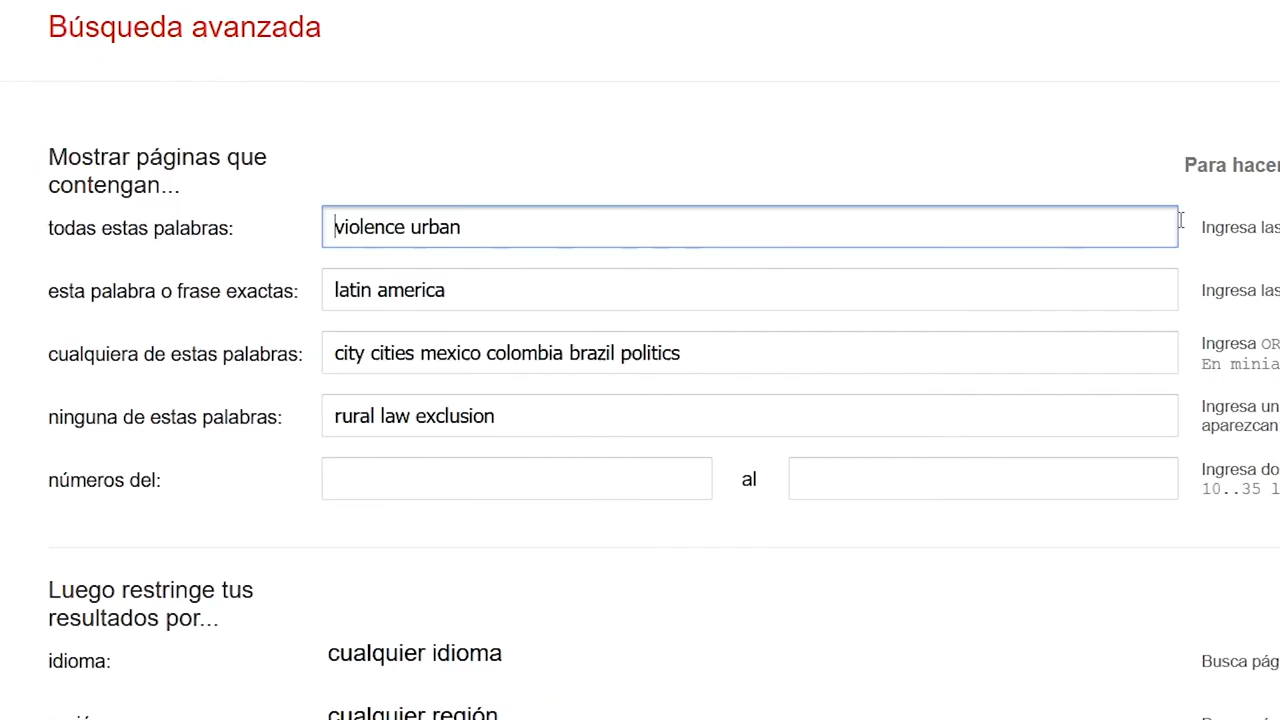 Búsqueda avanzada
Mostrar páginas que
contengan...
Para hacer
todas estas palabras:
violence urban
Ingresa las
esta palabra o frase exactas:
latin america
Ingresa las
cualquiera de estas palabras:
city cities mexico colombia brazil politics
Ingresa OR
En minia
ninguna de estas palabras:
rural law exclusion
Ingresa un
aparezcan
números del:
al
Ingresa do
10..35 l
Luego restringe tus
resultados por...
idioma:
cualquier idioma
Busca pág
cualquier región